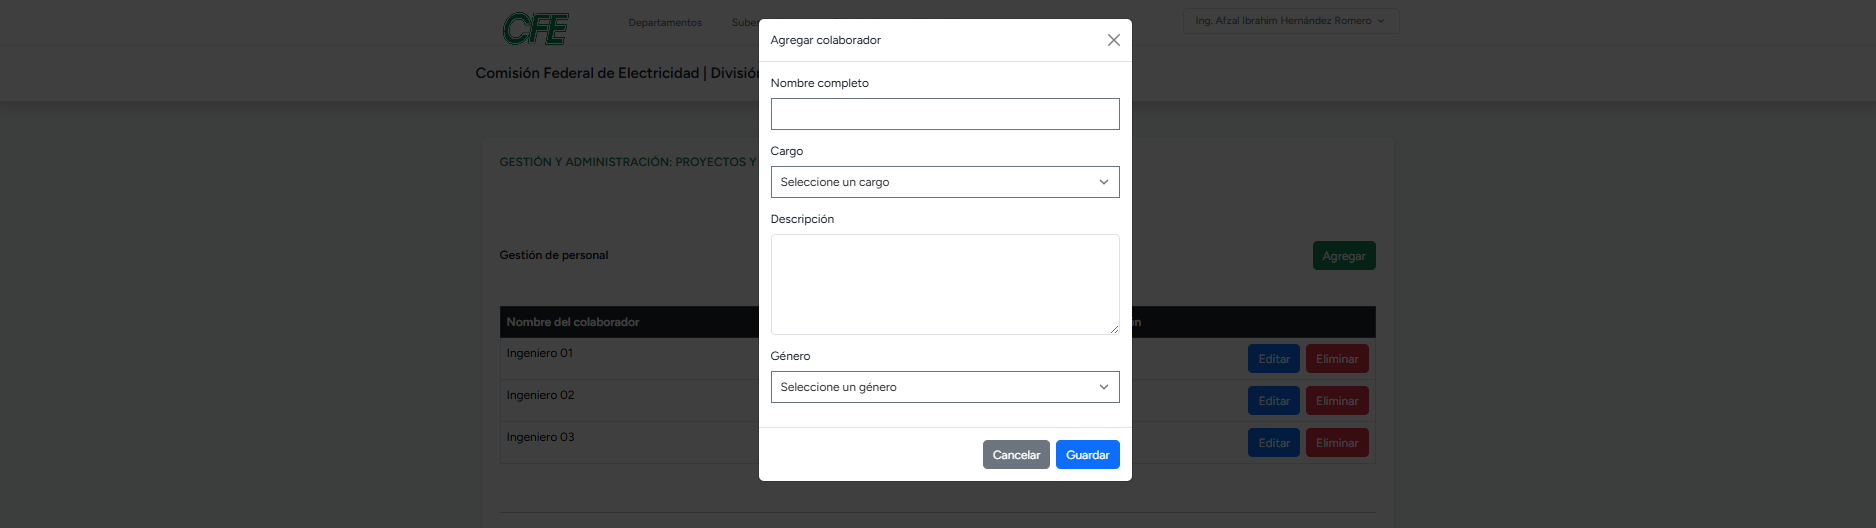 CFE
Departamentos
Ing. Afzal Ibrahim Hernández Romero
Comisión Federal de Electricidad | División
Agregar colaborador
Nombre completo
Cargo
Seleccione un cargo
Descripción
Género
Seleccione un género
Cancelar Guardar
GESTIÓN Y ADMINISTRACIÓN: PROYECTOS Y
Gestión de personal
Agregar
Nombre del colaborador
Ingeniero 01
Editar Eliminar
Ingeniero 02
Editar Eliminar
Ingeniero 03
Editar Eliminar